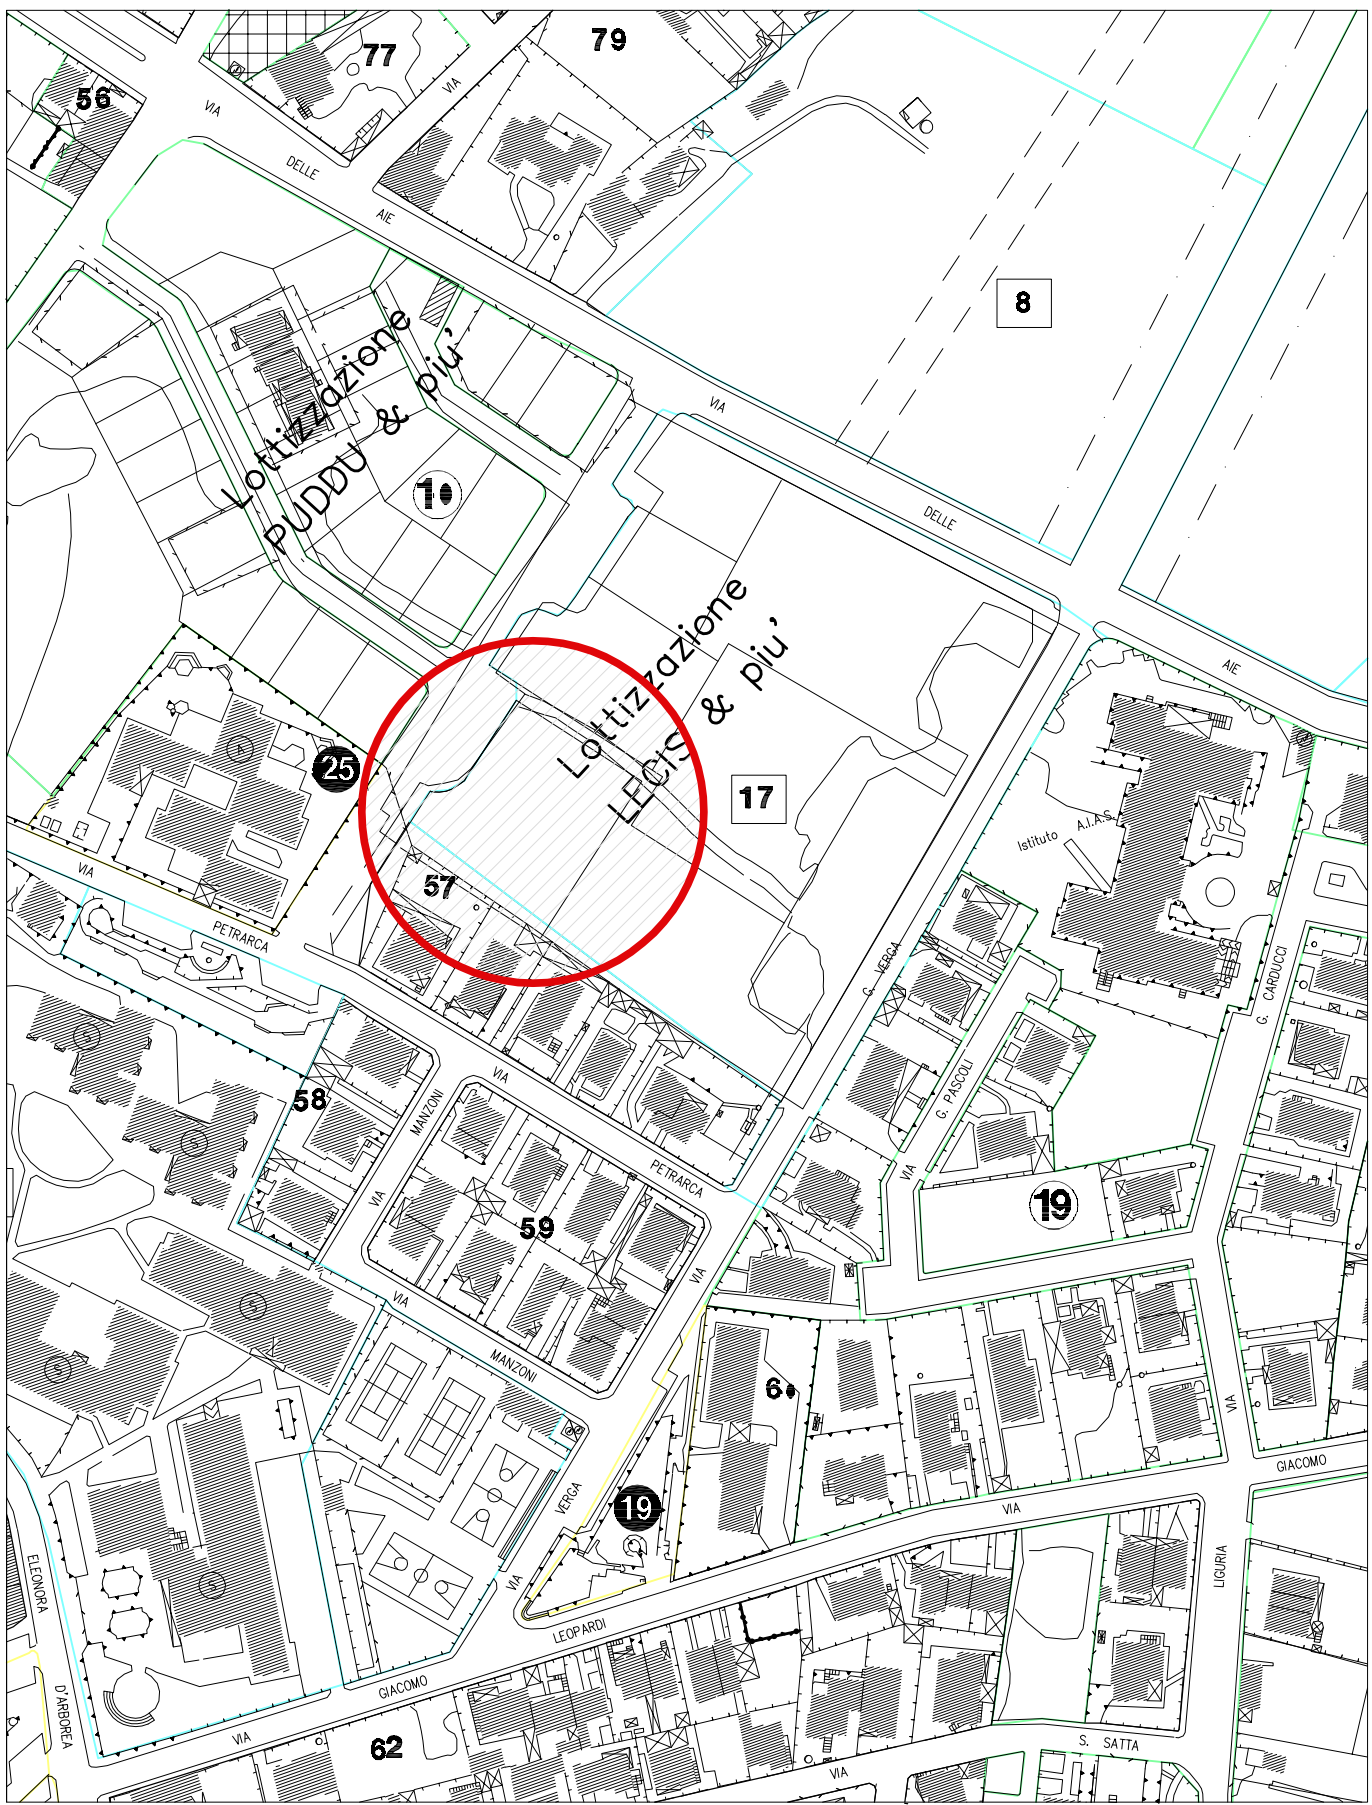 77
79
56
VIA
VIA
DELLE
AIE
8
Lottizzazione
PUDDU & piu'
VIA
1
DELLE
Lottizzazione
LECIS & piu'
AIE
25
17
Istituto A.I.A.S.
VIA
57
PETRARCA
G. VERGA
G. CARDUCCI
VIA
58
MANZONI
G. PASCOLI
VIA
PETRARCA
VIA
19
59
VIA
VIA
MANZONI
6
VIA
GIACOMO
VERGA
19
VIA
VIA
ELEONORA
LIGURIA
LEOPARDI
GIACOMO
D'ARBOREA
VIA
62
S. SATTA
VIA
S
S
S
S